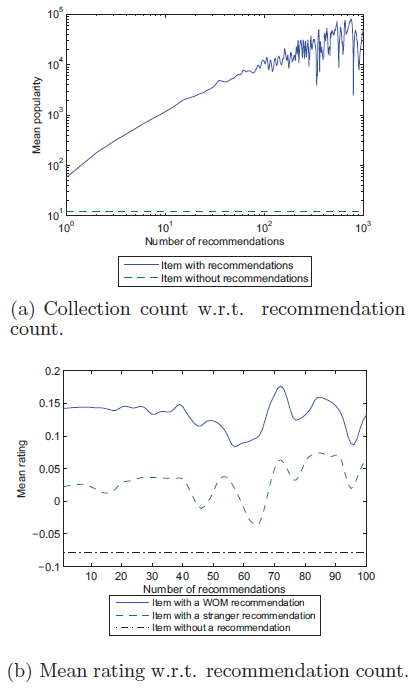 10^5
10^4
10^3
10^2
10^1
Mean popularity
10^0 10^1 10^2 10^3
Number of recommendations
Item with recommendations
Item without recommendations
(a) Collection count w.r.t. recommendation
count.
0.2
0.15
0.1
0.05
0
−0.05
−0.1
Mean rating
10 20 30 40 50 60 70 80 90 100
Number of recommendations
Item with a WOM recommendation
Item with a stranger recommendation
Item without a recommendation
(b) Mean rating w.r.t. recommendation count.